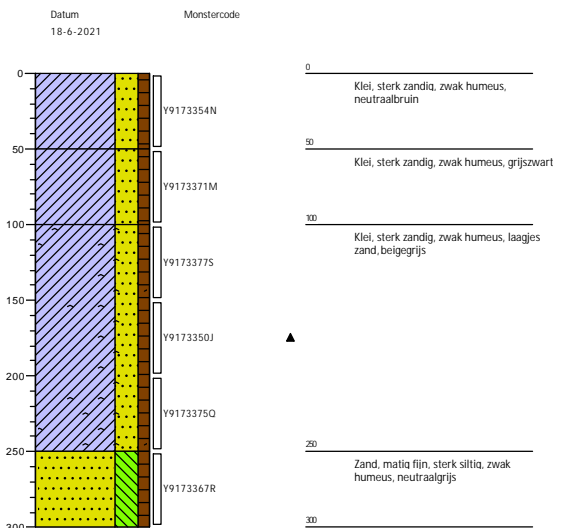 Datum Monstercode
18-6-2021
0
50
100
150
200
250
300
Y9173354N
Y9173371M
Y9173377S
Y9173350J
Y9173375Q
Y9173367R
0
Klei, sterk zandig, zwak humeus,
neutraalbruin
50
Klei, sterk zandig, zwak humeus, grijszwart
100
Klei, sterk zandig, zwak humeus, laagjes
zand, beigegrijs
250
Zand, matig fijn, sterk siltig, zwak
humeus, neutraalgrijs
300